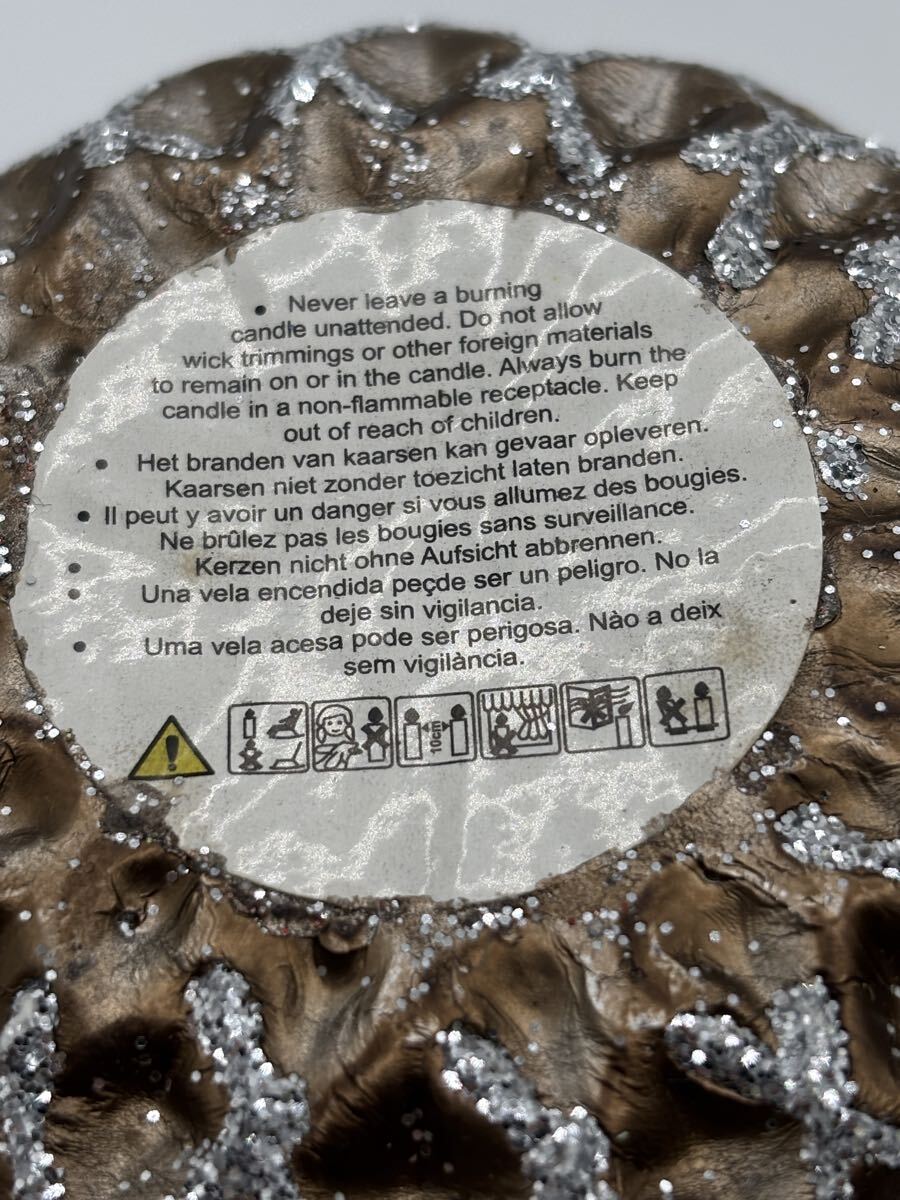 • Never leave a burning
candle unattended. Do not allow
wick trimmings or other foreign materials
to remain on or in the candle. Always burn the
candle in a non-flammable receptacle. Keep
out of reach of children.
• Het branden van kaarsen kan gevaar opleveren.
Kaarsen niet zonder toezicht laten branden.
• Il peut y avoir un danger si vous allumez des bougies.
Ne brûlez pas les bougies sans surveillance.
• Kerzen nicht ohne Aufsicht abbrennen.
• Una vela encendida peçde ser un peligro. No la
deje sin vigilancia.
• Uma vela acesa pode ser perigosa. Nào a deix
sem vigilància.
10cm